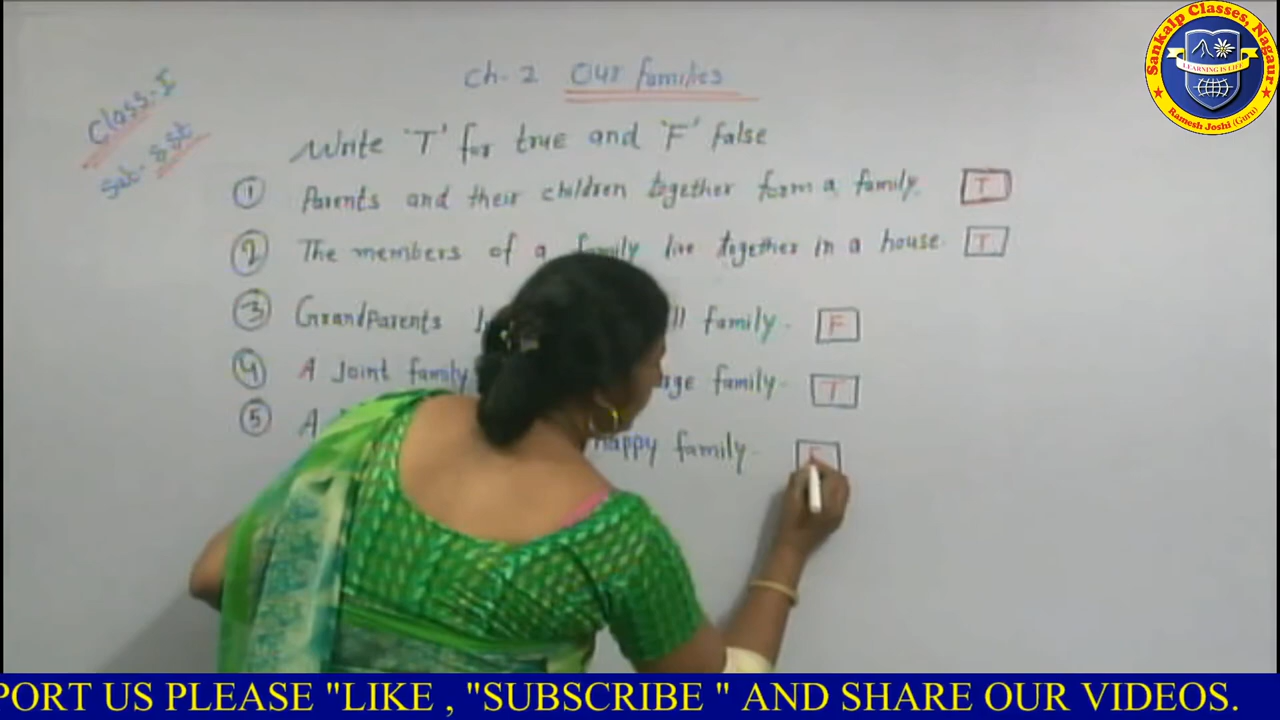 Ch-2 Our families
Class-I
Sub- S St
Write 'T' for true and 'F' false
① Parents and their children together form a family. T
② The members of a family live together in a house. T
③ GrandParents family. F
④ A Joint family family. T
⑤ A happy family. F
Sankalp Classes, Nagaur
LEARNING IS LIFE
Ramesh Joshi (Guru)
PORT US PLEASE "LIKE , "SUBSCRIBE " AND SHARE OUR VIDEOS.